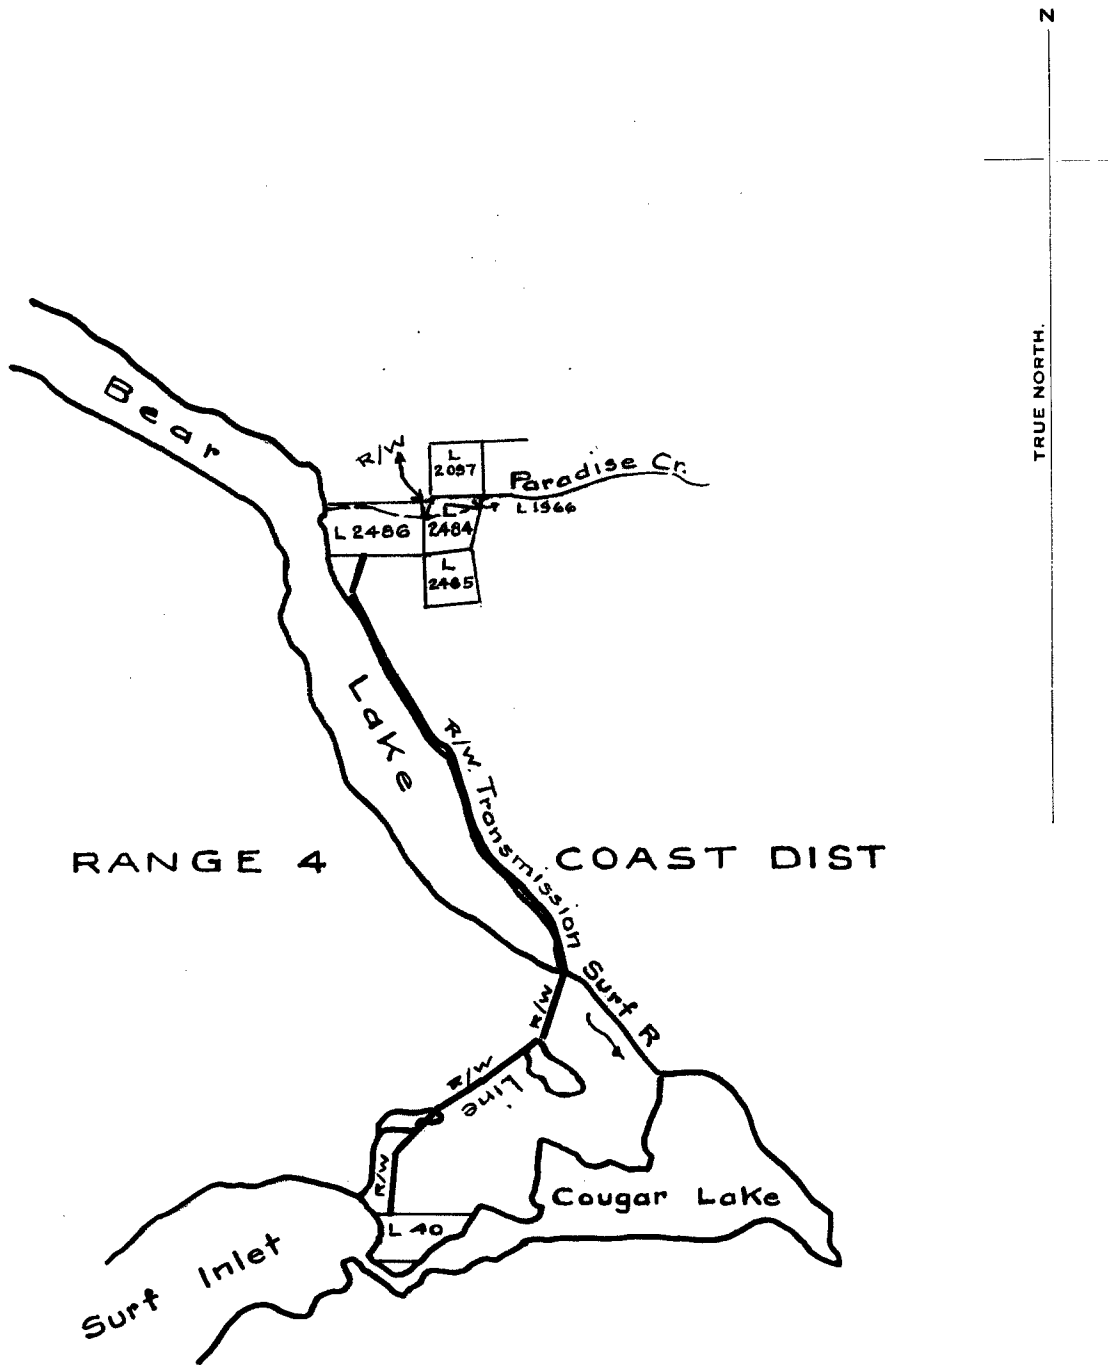 N
TRUE NORTH.
Bear
R/W
L
2097
Paradise Cr.
L 1966
L 2486
L
2484
L
2485
Lake
R/W. Transmission
RANGE 4
COAST DIST
Surf R
R/W
R/W
Line
R/W
Cougar Lake
L 40
Surf Inlet